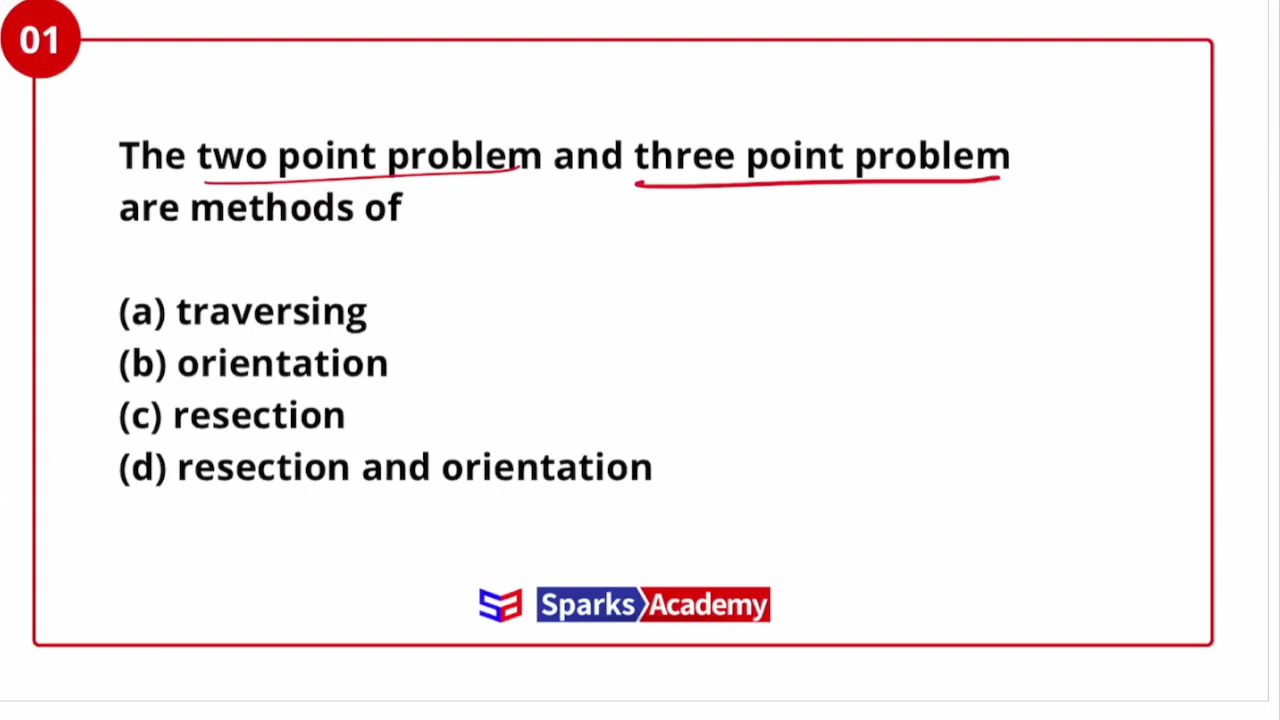 01
The two point problem and three point problem
are methods of
(a) traversing
(b) orientation
(c) resection
(d) resection and orientation
Sparks Academy